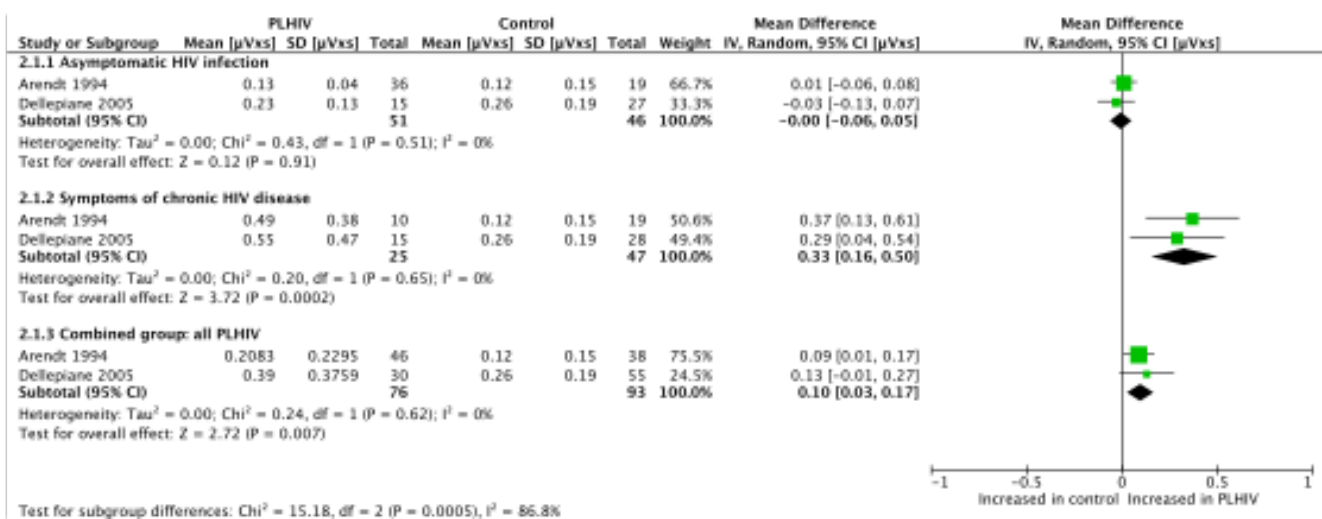 PLHIV Control Mean Difference Mean Difference
Study or Subgroup Mean [µVxs] SD [µVxs] Total Mean [µVxs] SD [µVxs] Total Weight IV, Random, 95% CI [µVxs] IV, Random, 95% CI [µVxs]
2.1.1 Asymptomatic HIV infection
Arendt 1994 0.13 0.04 36 0.12 0.15 19 66.7% 0.01 [-0.06, 0.08]
Dellepiane 2005 0.23 0.13 15 0.26 0.19 27 33.3% -0.03 [-0.13, 0.07]
Subtotal (95% CI) 51 46 100.0% -0.00 [-0.06, 0.05]
Heterogeneity: Tau² = 0.00; Chi² = 0.43, df = 1 (P = 0.51); I² = 0%
Test for overall effect: Z = 0.12 (P = 0.91)
2.1.2 Symptoms of chronic HIV disease
Arendt 1994 0.49 0.38 10 0.12 0.15 19 50.6% 0.37 [0.13, 0.61]
Dellepiane 2005 0.55 0.47 15 0.26 0.19 28 49.4% 0.29 [0.04, 0.54]
Subtotal (95% CI) 25 47 100.0% 0.33 [0.16, 0.50]
Heterogeneity: Tau² = 0.00; Chi² = 0.20, df = 1 (P = 0.65); I² = 0%
Test for overall effect: Z = 3.72 (P = 0.0002)
2.1.3 Combined group: all PLHIV
Arendt 1994 0.2083 0.2295 46 0.12 0.15 38 75.5% 0.09 [0.01, 0.17]
Dellepiane 2005 0.39 0.3759 30 0.26 0.19 55 24.5% 0.13 [-0.01, 0.27]
Subtotal (95% CI) 76 93 100.0% 0.10 [0.03, 0.17]
Heterogeneity: Tau² = 0.00; Chi² = 0.24, df = 1 (P = 0.62); I² = 0%
Test for overall effect: Z = 2.72 (P = 0.007)
-1 -0.5 0 0.5 1
Increased in control Increased in PLHIV
Test for subgroup differences: Chi² = 15.18, df = 2 (P = 0.0005), I² = 86.8%